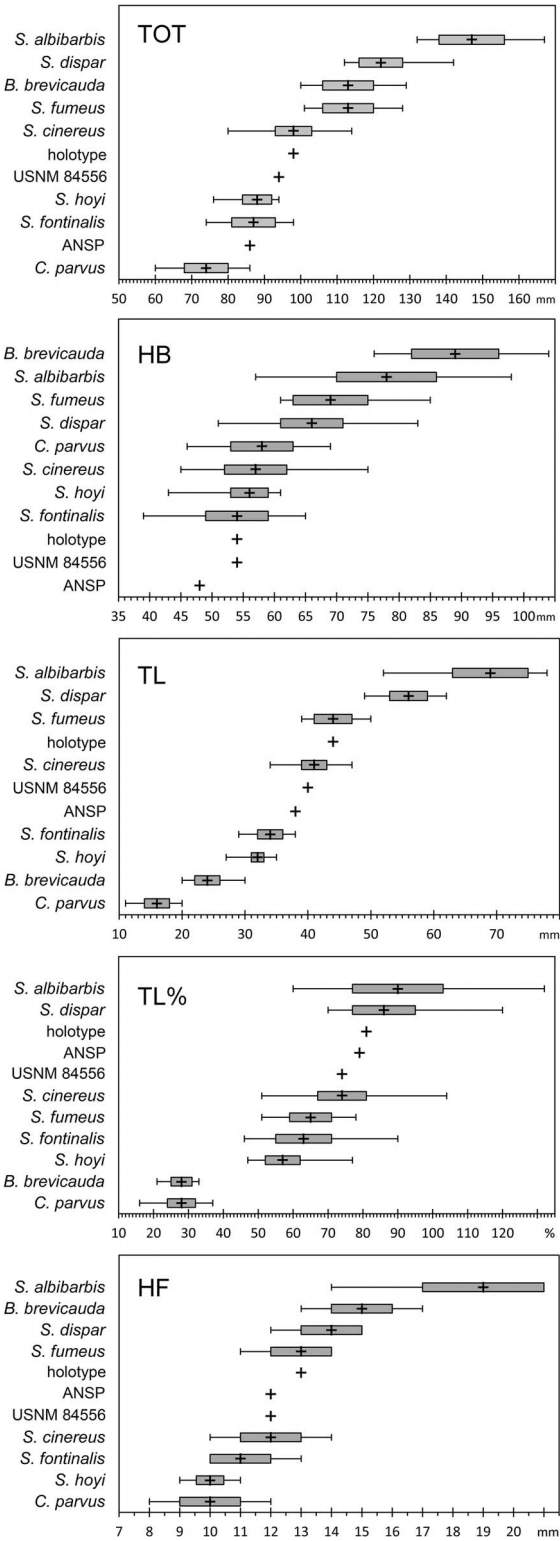 TOT
S. albibarbis
S. dispar
B. brevicauda
S. fumeus
S. cinereus
holotype
USNM 84556
S. hoyi
S. fontinalis
ANSP
C. parvus
50 60 70 80 90 100 110 120 130 140 150 160 mm
HB
B. brevicauda
S. albibarbis
S. fumeus
S. dispar
C. parvus
S. cinereus
S. hoyi
S. fontinalis
holotype
USNM 84556
ANSP
35 40 45 50 55 60 65 70 75 80 85 90 95 100 mm
TL
S. albibarbis
S. dispar
S. fumeus
holotype
S. cinereus
USNM 84556
ANSP
S. fontinalis
S. hoyi
B. brevicauda
C. parvus
10 20 30 40 50 60 70 mm
TL%
S. albibarbis
S. dispar
holotype
ANSP
USNM 84556
S. cinereus
S. fumeus
S. fontinalis
S. hoyi
B. brevicauda
C. parvus
10 20 30 40 50 60 70 80 90 100 110 120 %
HF
S. albibarbis
B. brevicauda
S. dispar
S. fumeus
holotype
ANSP
USNM 84556
S. cinereus
S. fontinalis
S. hoyi
C. parvus
7 8 9 10 11 12 13 14 15 16 17 18 19 20 mm